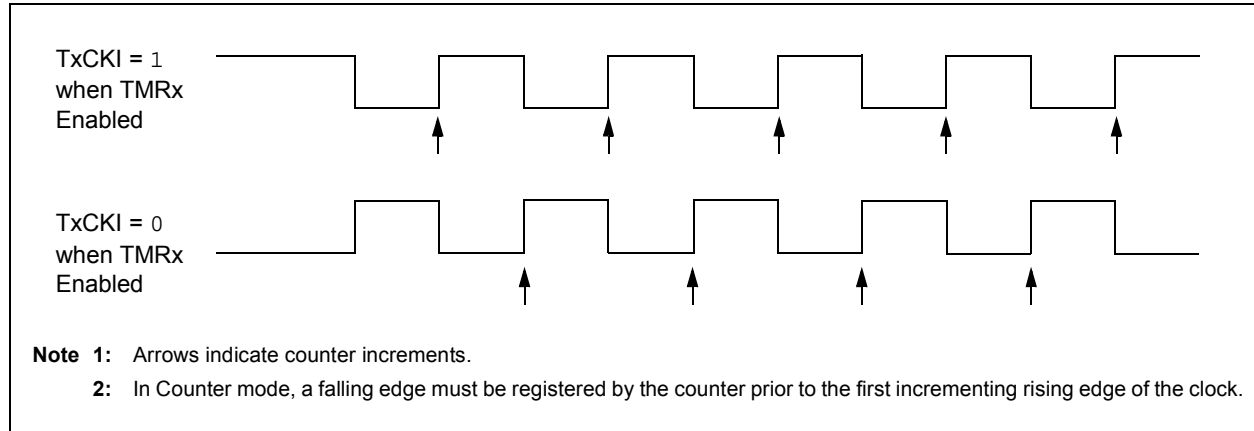 TxCKI = 1
when TMRx
Enabled
TxCKI = 0
when TMRx
Enabled
Note 1: Arrows indicate counter increments.
2: In Counter mode, a falling edge must be registered by the counter prior to the first incrementing rising edge of the clock.